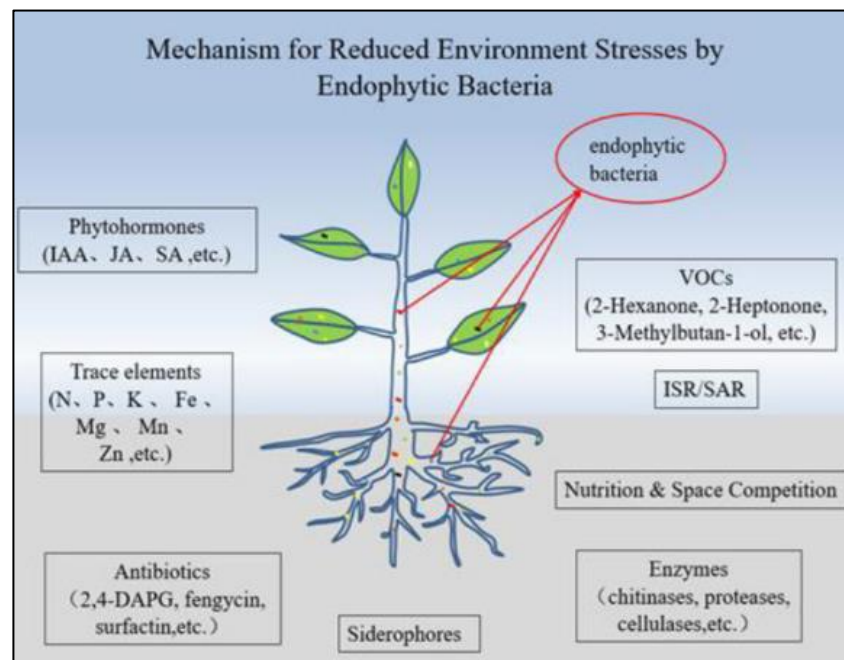 Mechanism for Reduced Environment Stresses by
Endophytic Bacteria
endophytic
bacteria
Phytohormones
(IAA、JA、SA ,etc.)
VOCs
(2-Hexanone, 2-Heptonone,
3-Methylbutan-1-ol, etc.)
Trace elements
(N、P、K 、 Fe 、
Mg 、 Mn 、
Zn ,etc.)
ISR/SAR
Nutrition & Space Competition
Antibiotics
（2,4-DAPG, fengycin,
surfactin,etc.）
Siderophores
Enzymes
（chitinases, proteases,
cellulases,etc.）